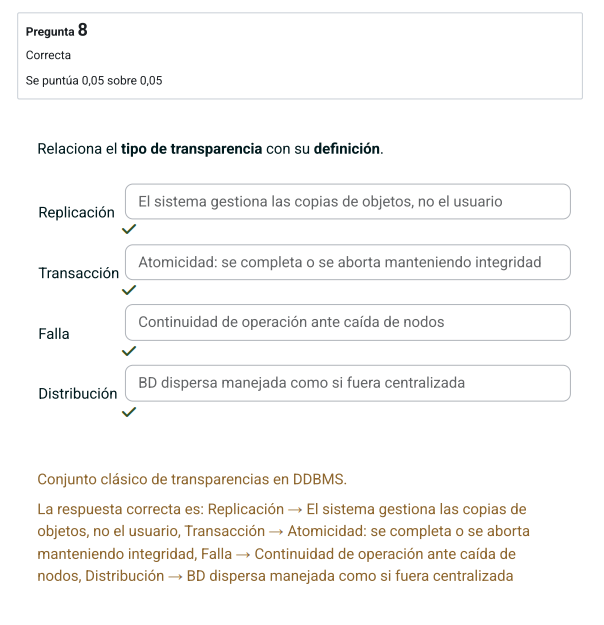 Pregunta 8
Correcta
Se puntúa 0,05 sobre 0,05
Relaciona el tipo de transparencia con su definición.
Replicación El sistema gestiona las copias de objetos, no el usuario
Transacción Atomicidad: se completa o se aborta manteniendo integridad
Falla Continuidad de operación ante caída de nodos
Distribución BD dispersa manejada como si fuera centralizada
Conjunto clásico de transparencias en DDBMS.
La respuesta correcta es: Replicación → El sistema gestiona las copias de
objetos, no el usuario, Transacción → Atomicidad: se completa o se aborta
manteniendo integridad, Falla → Continuidad de operación ante caída de
nodos, Distribución → BD dispersa manejada como si fuera centralizada